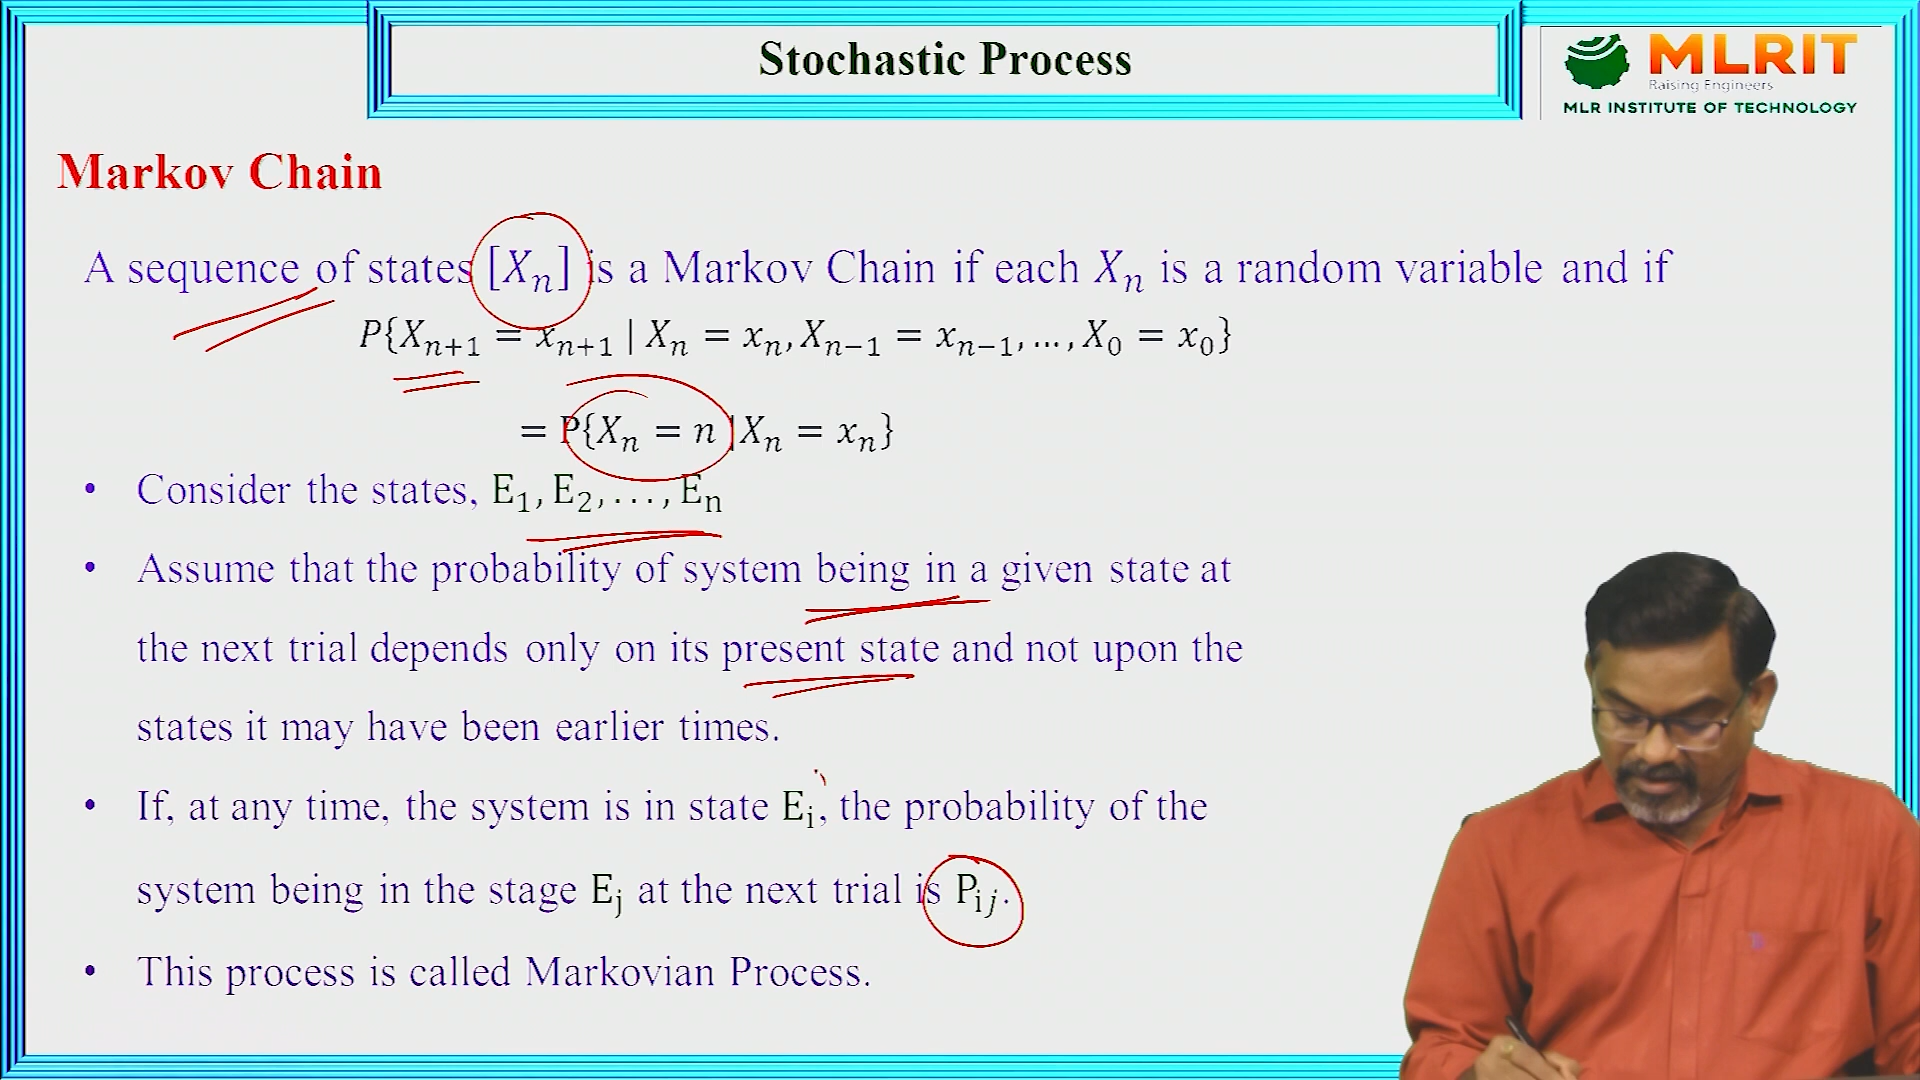 Stochastic Process
MLRIT
Raising Engineers
MLR INSTITUTE OF TECHNOLOGY
Markov Chain
A sequence of states [Xₙ] is a Markov Chain if each Xₙ is a random variable and if
P{Xₙ₊₁ = xₙ₊₁ | Xₙ = xₙ, Xₙ₋₁ = xₙ₋₁, …, X₀ = x₀}
= P{Xₙ = n | Xₙ = xₙ}
• Consider the states, E₁, E₂, . . . , Eₙ
• Assume that the probability of system being in a given state at
the next trial depends only on its present state and not upon the
states it may have been earlier times.
• If, at any time, the system is in state Eᵢ, the probability of the
system being in the stage Eⱼ at the next trial is Pᵢⱼ.
• This process is called Markovian Process.